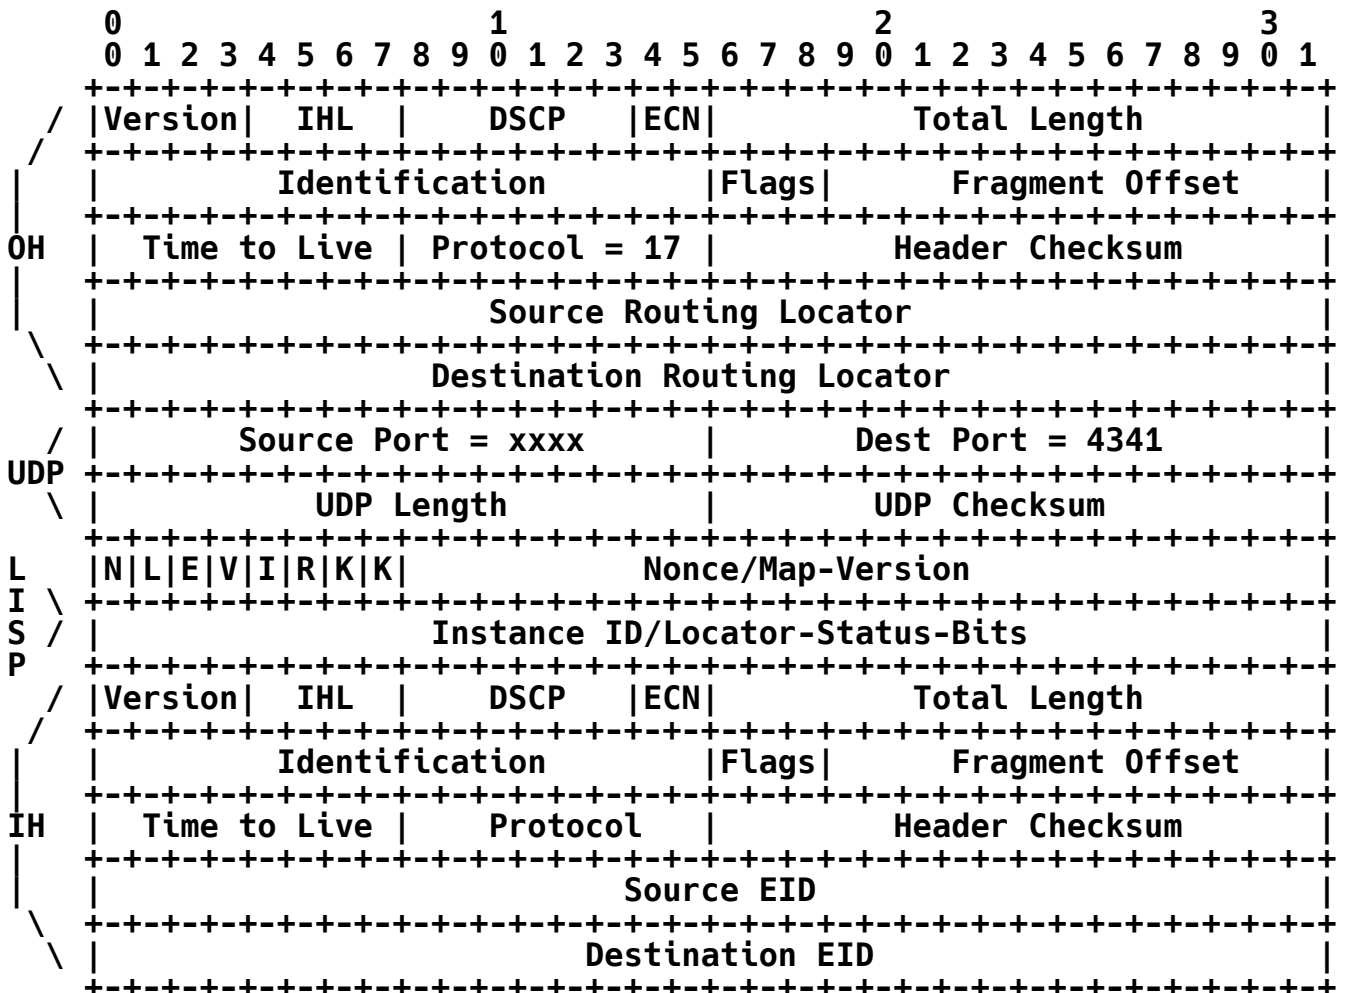 0                   1                   2                   3
        0 1 2 3 4 5 6 7 8 9 0 1 2 3 4 5 6 7 8 9 0 1 2 3 4 5 6 7 8 9 0 1
       +-+-+-+-+-+-+-+-+-+-+-+-+-+-+-+-+-+-+-+-+-+-+-+-+-+-+-+-+-+-+-+-+
     / |Version|  IHL  |    DSCP   |ECN|          Total Length         |
    /  +-+-+-+-+-+-+-+-+-+-+-+-+-+-+-+-+-+-+-+-+-+-+-+-+-+-+-+-+-+-+-+-+
   |   |         Identification        |Flags|      Fragment Offset    |
   |   +-+-+-+-+-+-+-+-+-+-+-+-+-+-+-+-+-+-+-+-+-+-+-+-+-+-+-+-+-+-+-+-+
   OH  |  Time to Live | Protocol = 17 |         Header Checksum       |
   |   +-+-+-+-+-+-+-+-+-+-+-+-+-+-+-+-+-+-+-+-+-+-+-+-+-+-+-+-+-+-+-+-+
   |   |                    Source Routing Locator                     |
    \  +-+-+-+-+-+-+-+-+-+-+-+-+-+-+-+-+-+-+-+-+-+-+-+-+-+-+-+-+-+-+-+-+
     \ |                 Destination Routing Locator                   |
       +-+-+-+-+-+-+-+-+-+-+-+-+-+-+-+-+-+-+-+-+-+-+-+-+-+-+-+-+-+-+-+-+
     / |       Source Port = xxxx      |       Dest Port = 4341        |
   UDP +-+-+-+-+-+-+-+-+-+-+-+-+-+-+-+-+-+-+-+-+-+-+-+-+-+-+-+-+-+-+-+-+
     \ |           UDP Length          |        UDP Checksum           |
       +-+-+-+-+-+-+-+-+-+-+-+-+-+-+-+-+-+-+-+-+-+-+-+-+-+-+-+-+-+-+-+-+
   L   |N|L|E|V|I|R|K|K|            Nonce/Map-Version                  |
   I \ +-+-+-+-+-+-+-+-+-+-+-+-+-+-+-+-+-+-+-+-+-+-+-+-+-+-+-+-+-+-+-+-+
   S / |                 Instance ID/Locator-Status-Bits               |
   P   +-+-+-+-+-+-+-+-+-+-+-+-+-+-+-+-+-+-+-+-+-+-+-+-+-+-+-+-+-+-+-+-+
     / |Version|  IHL  |    DSCP   |ECN|          Total Length         |
    /  +-+-+-+-+-+-+-+-+-+-+-+-+-+-+-+-+-+-+-+-+-+-+-+-+-+-+-+-+-+-+-+-+
   |   |         Identification        |Flags|      Fragment Offset    |
   |   +-+-+-+-+-+-+-+-+-+-+-+-+-+-+-+-+-+-+-+-+-+-+-+-+-+-+-+-+-+-+-+-+
   IH  |  Time to Live |    Protocol   |         Header Checksum       |
   |   +-+-+-+-+-+-+-+-+-+-+-+-+-+-+-+-+-+-+-+-+-+-+-+-+-+-+-+-+-+-+-+-+
   |   |                           Source EID                          |
    \  +-+-+-+-+-+-+-+-+-+-+-+-+-+-+-+-+-+-+-+-+-+-+-+-+-+-+-+-+-+-+-+-+
     \ |                         Destination EID                       |
       +-+-+-+-+-+-+-+-+-+-+-+-+-+-+-+-+-+-+-+-+-+-+-+-+-+-+-+-+-+-+-+-+